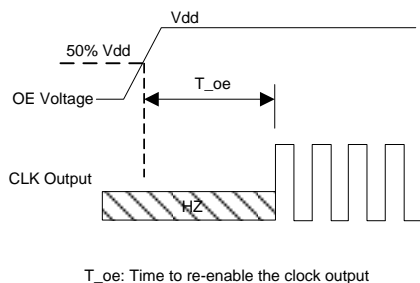 Vdd
50% Vdd
T_oe
OE Voltage
CLK Output
HZ
T_oe: Time to re-enable the clock output